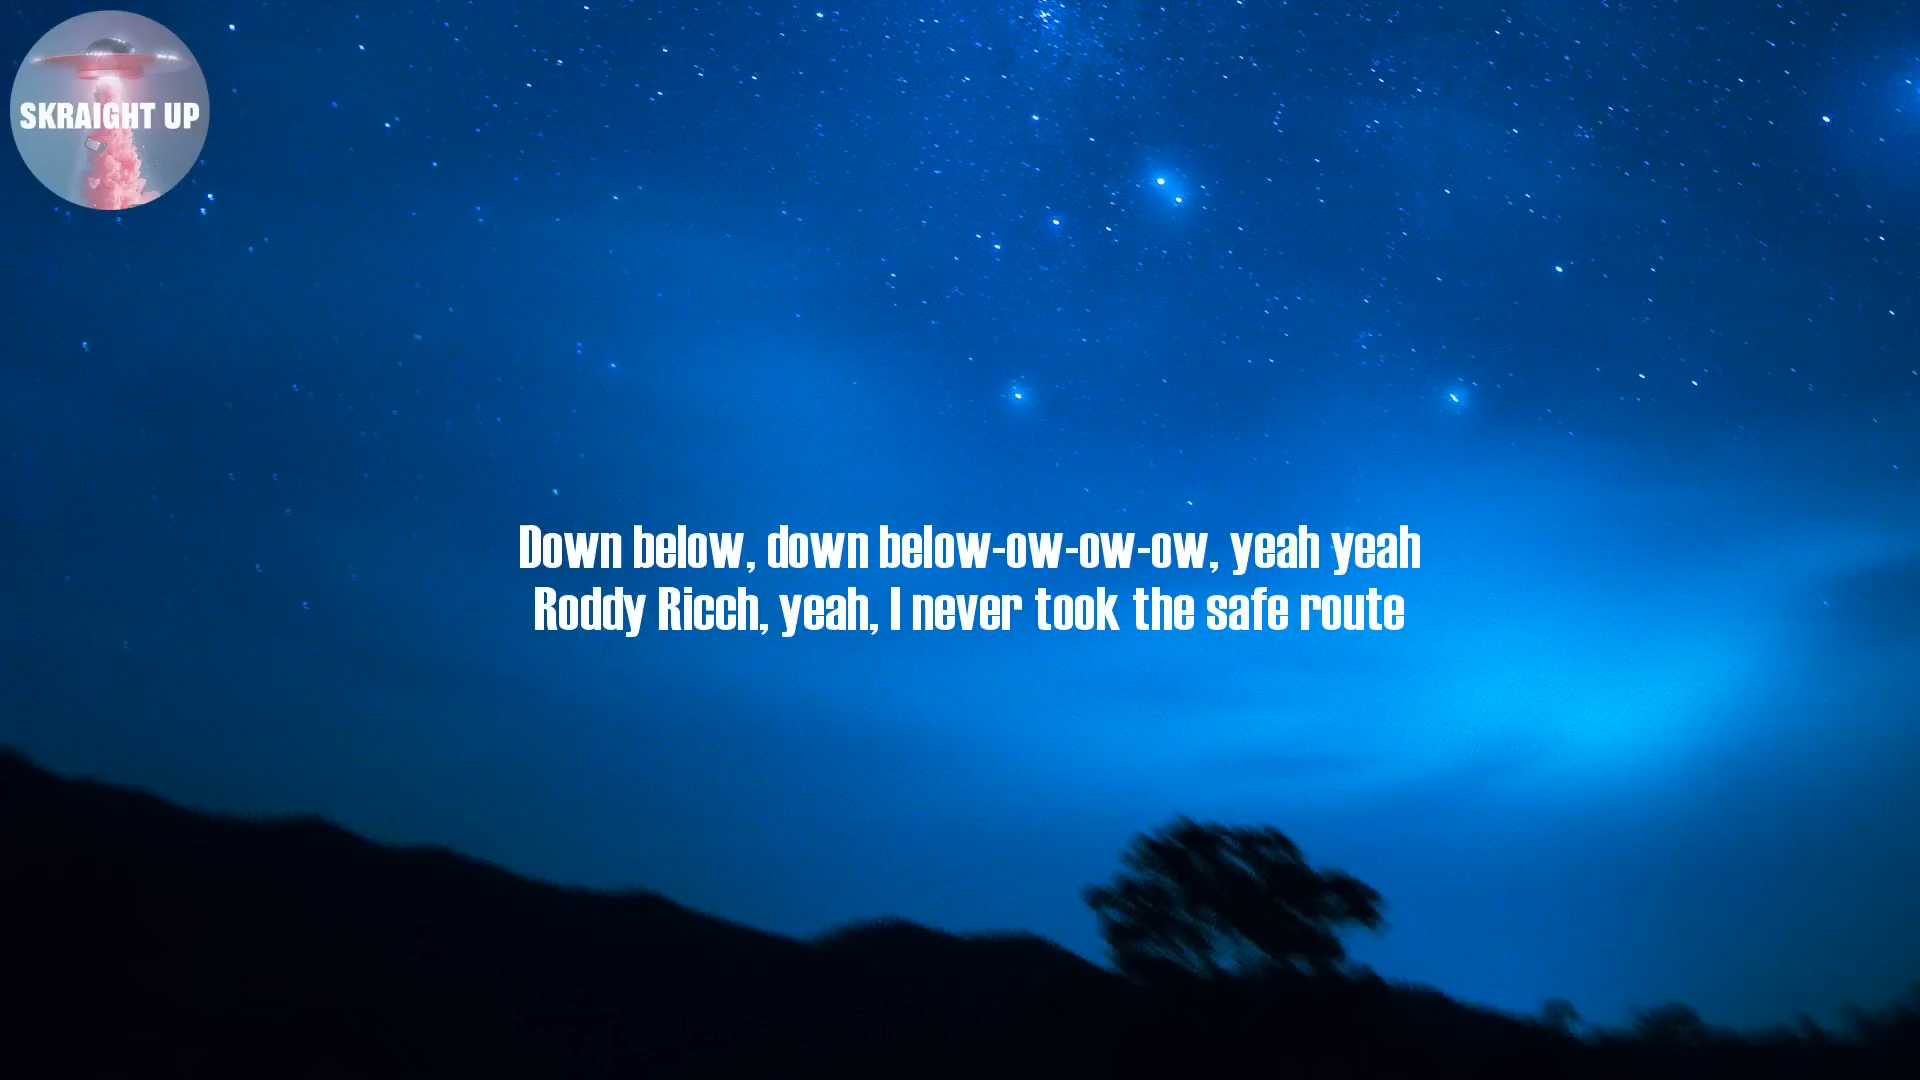 SKRAIGHT UP
Down below, down below-ow-ow-ow, yeah yeah
Roddy Ricch, yeah, I never took the safe route